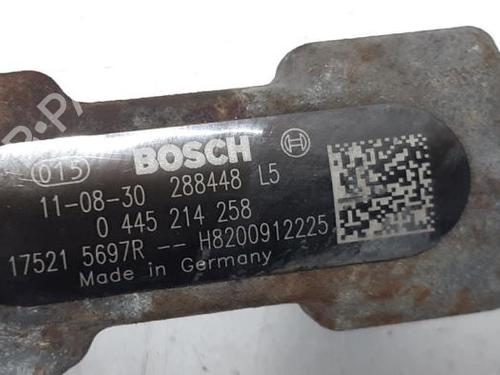 015 BOSCH
11-08-30 288448 L5
0 445 214 258
17521 5697R -- H8200912225
Made in Germany